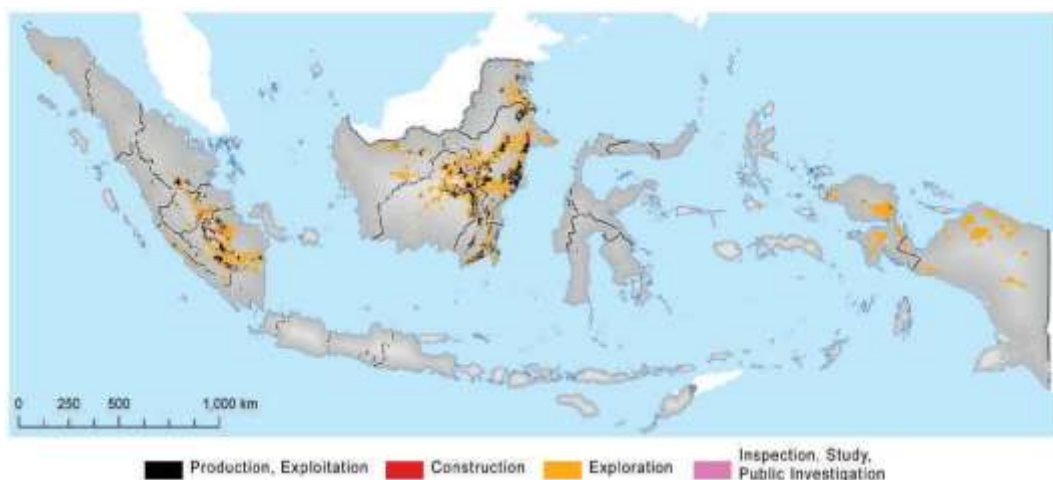 0 250 500 1,000 km
Production, Exploitation Construction Exploration Inspection, Study,
Public Investigation